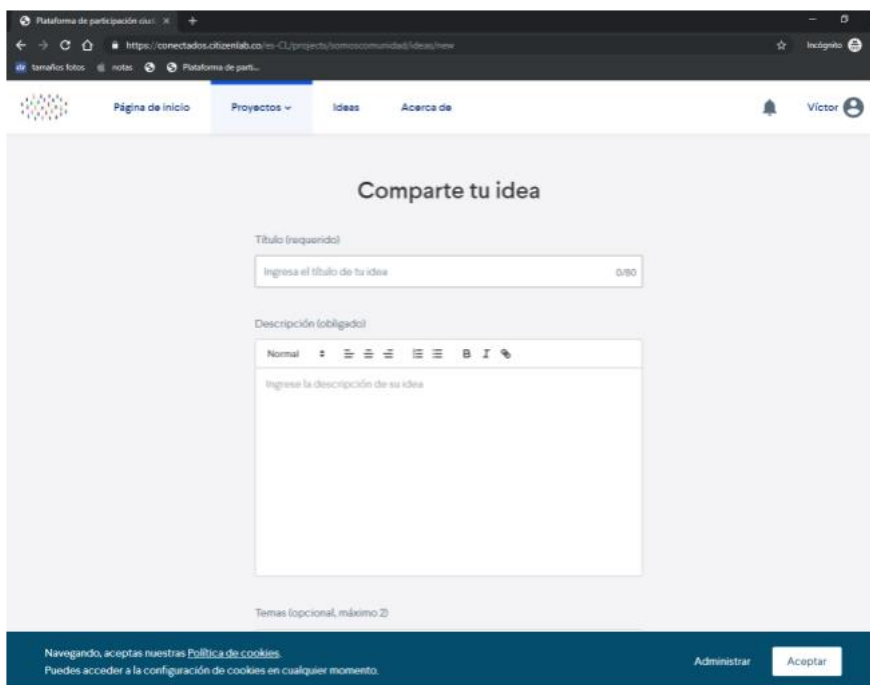 Plataforma de participación ciud
https://conectados.citizenlab.co/es-CL/projects/somoscomunidad/ideas/new
Incógnito
tamaños fotos notas Plataforma de parti...
Página de inicio Proyectos Ideas Acerca de Víctor
Comparte tu idea
Título (requerido)
Ingresa el título de tu idea 0/80
Descripción (obligado)
Normal B I
Ingrese la descripción de su idea
Temas (opcional, máximo 2)
Navegando, aceptas nuestras Política de cookies.
Puedes acceder a la configuración de cookies en cualquier momento.
Administrar Aceptar